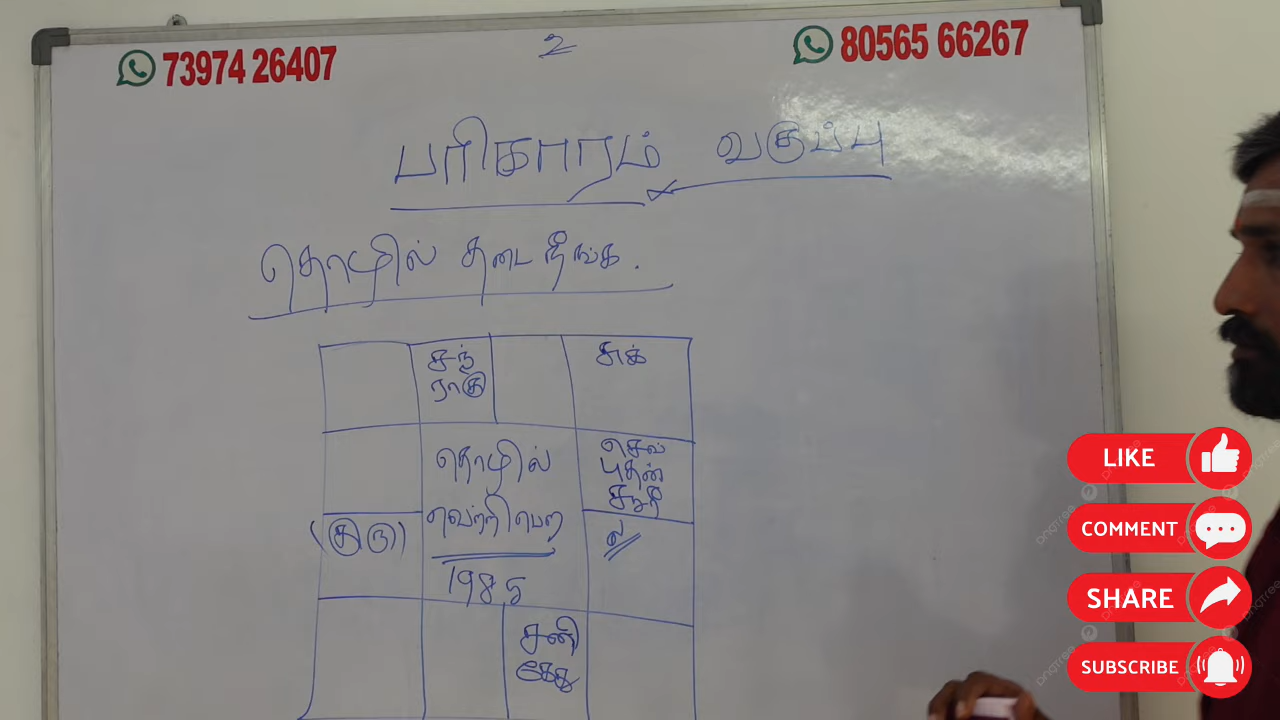 73974 26407
2
80565 66267
பரிகாரம் வகுப்பு
தொழில் தடை நீங்க.
சந்
ராகு
சுக்
செவ்
புதன்
சூரி
தொழில்
வெற்றி பெற
(குரு)
ல
1985
சனி
கேது
LIKE
COMMENT
SHARE
SUBSCRIBE